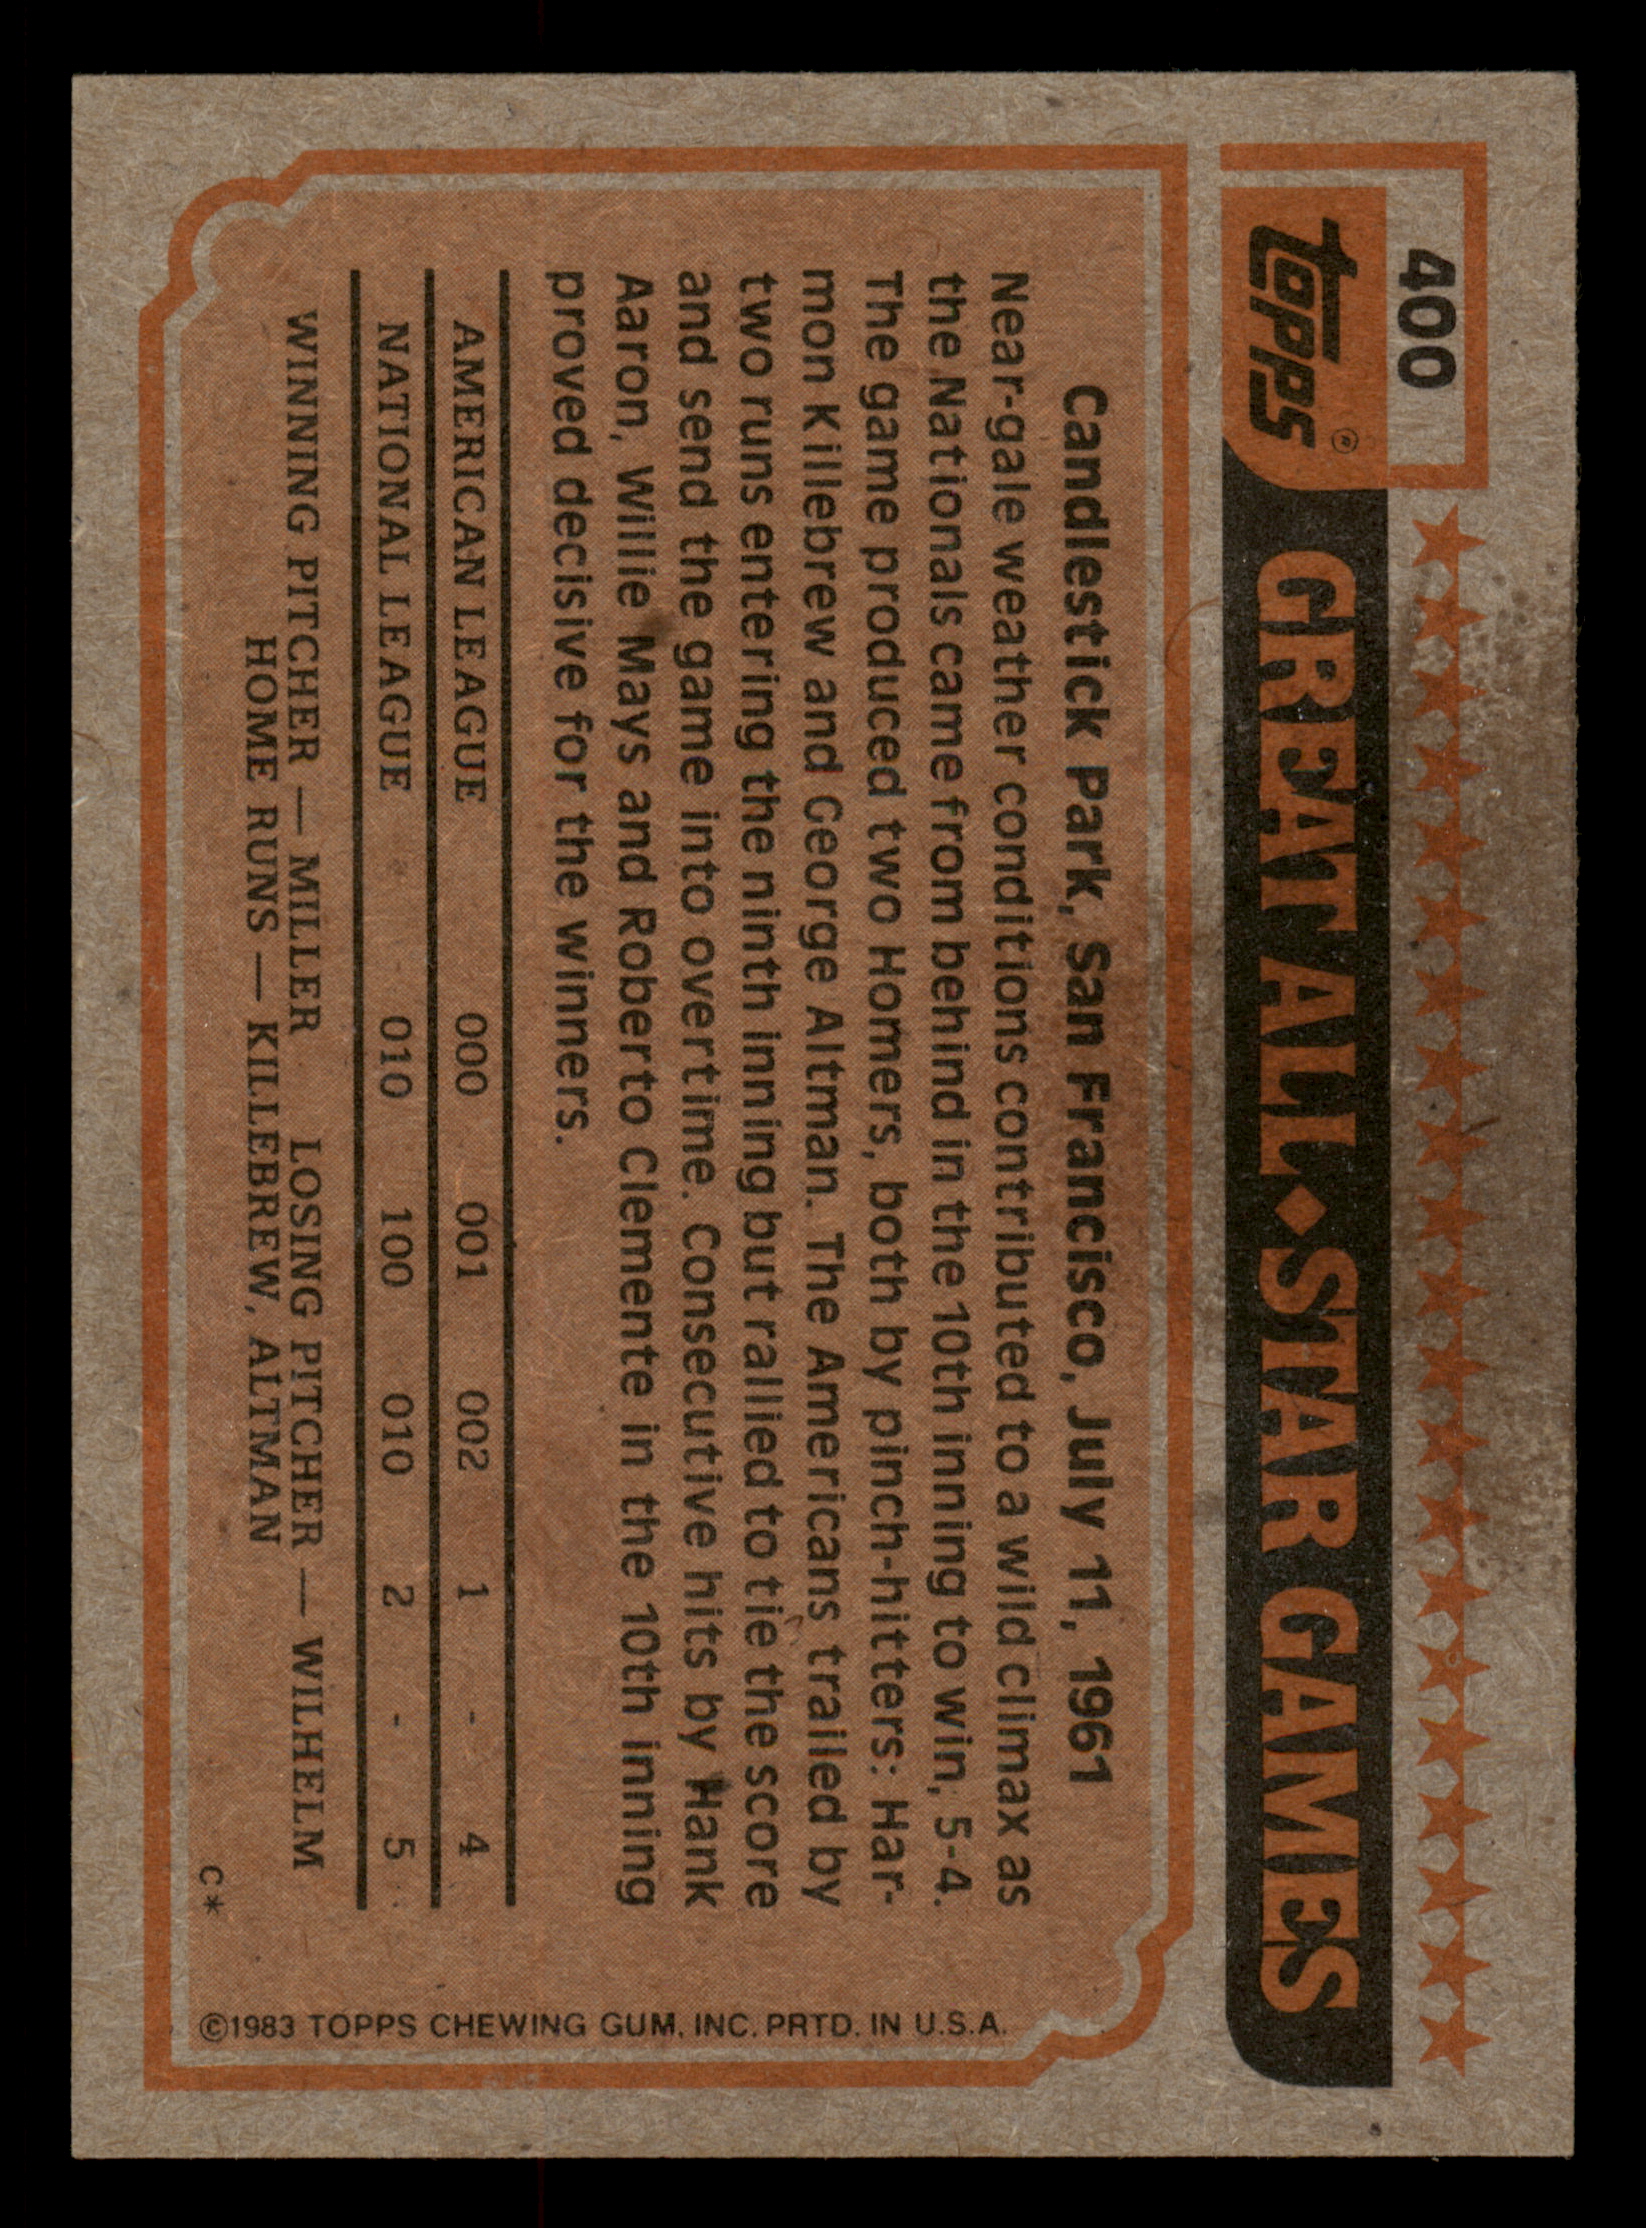 400
topps®
GREAT ALL◆STAR GAMES
Candlestick Park, San Francisco, July 11, 1961
Near-gale weather conditions contributed to a wild climax as
the Nationals came from behind in the 10th inning to win, 5-4.
The game produced two Homers, both by pinch-hitters: Har-
mon Killebrew and George Altman. The Americans trailed by
two runs entering the ninth inning but rallied to tie the score
and send the game into overtime. Consecutive hits by Hank
Aaron, Willie Mays and Roberto Clemente in the 10th inning
proved decisive for the winners.
AMERICAN LEAGUE 000 001 002 1 - 4
NATIONAL LEAGUE 010 100 010 2 - 5
WINNING PITCHER — MILLER LOSING PITCHER — WILHELM
HOME RUNS — KILLEBREW, ALTMAN
C*
©1983 TOPPS CHEWING GUM, INC. PRTD. IN U.S.A.